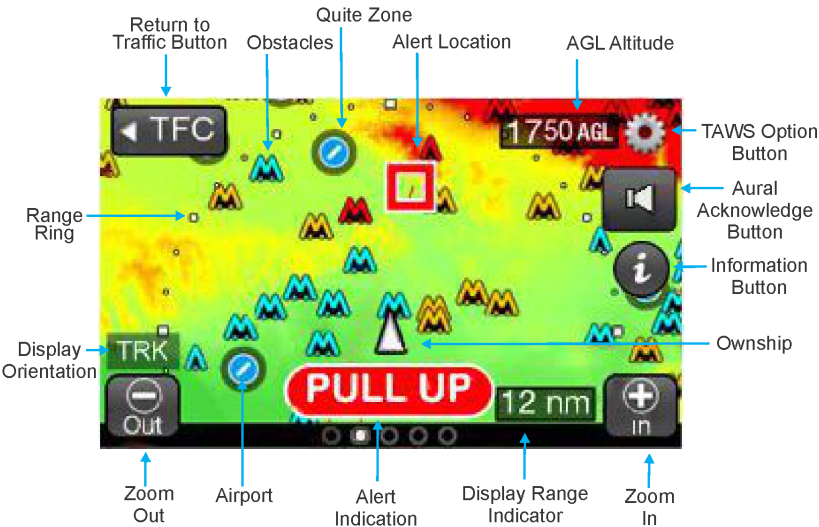 Quite Zone
Return to
Traffic Button
Obstacles
Alert Location
AGL Altitude
TFC
1750 AGL
TAWS Option
Button
Aural
Acknowledge
Button
Range
Ring
i
Information
Button
Display
Orientation
TRK
Ownship
PULL UP
12 nm
Out
in
Zoom
Out
Airport
Alert
Indication
Display Range
Indicator
Zoom
In